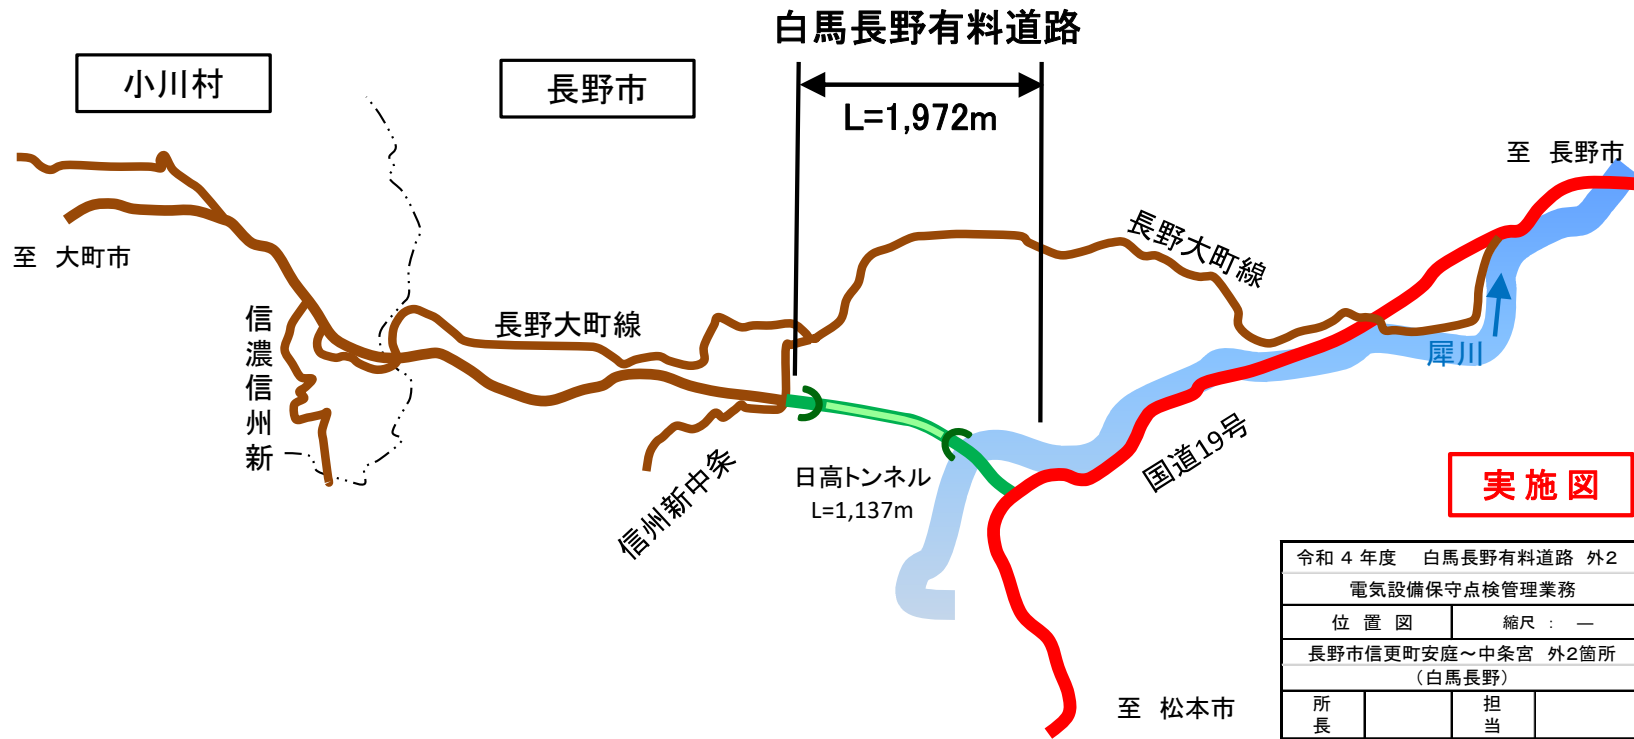 白馬長野有料道路
小川村
長野市
L=1,972m
至 長野市
長野大町線
至 大町市
信濃信州新
長野大町線
犀川
国道19号
信州新中条
日高トンネル
L=1,137m
実施図
至 松本市
令和 4 年度 白馬長野有料道路 外2
電気設備保守点検管理業務
位 置 図
縮尺 : ―
長野市信更町安庭～中条宮 外2箇所
（白馬長野）
所長
担当